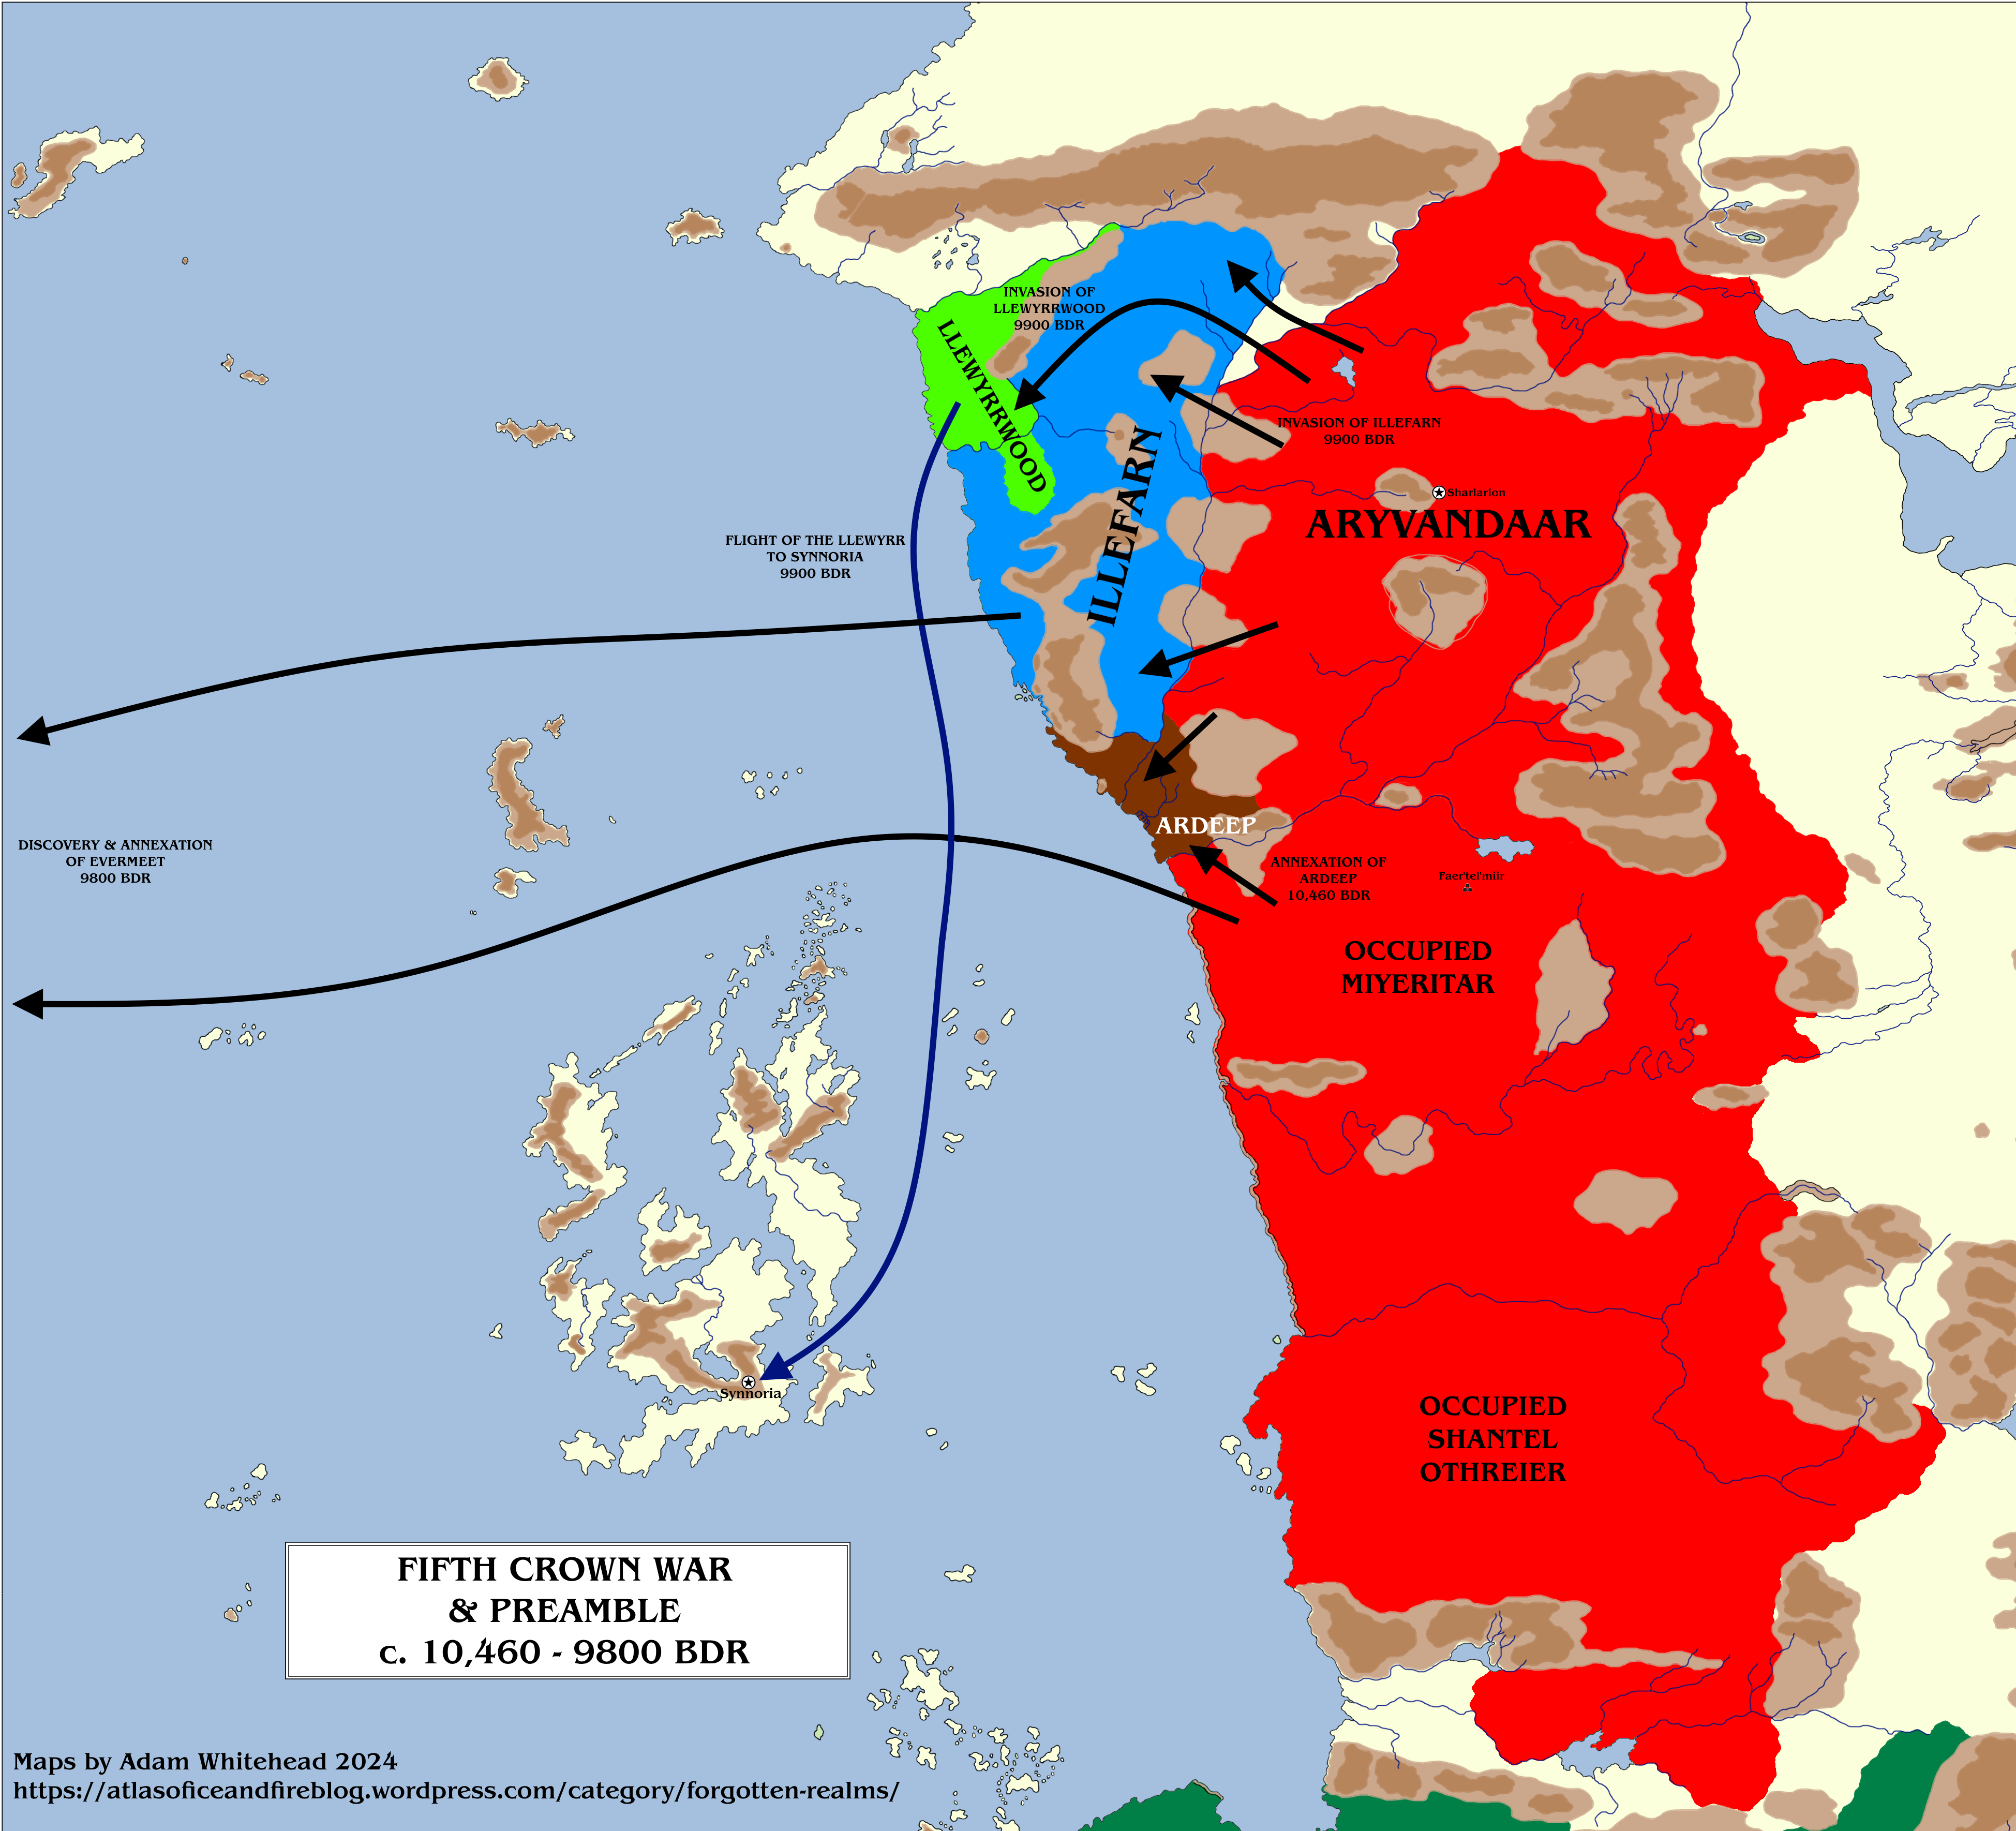 INVASION OF
LLEWYRRWOOD
9900 BDR
LLEWYRRWOOD
ILLEFARN
INVASION OF ILLEFARN
9900 BDR
Sharlarion
ARYVANDAAR
FLIGHT OF THE LLEWYRR
TO SYNNORIA
9900 BDR
ARDEEP
DISCOVERY & ANNEXATION
OF EVERMEET
9800 BDR
ANNEXATION OF
ARDEEP
10,460 BDR
Faer'tel'miir
OCCUPIED
MIYERITAR
Synnoria
OCCUPIED
SHANTEL
OTHREIER
FIFTH CROWN WAR
& PREAMBLE
c. 10,460 - 9800 BDR
Maps by Adam Whitehead 2024
https://atlasoficeandfireblog.wordpress.com/category/forgotten-realms/